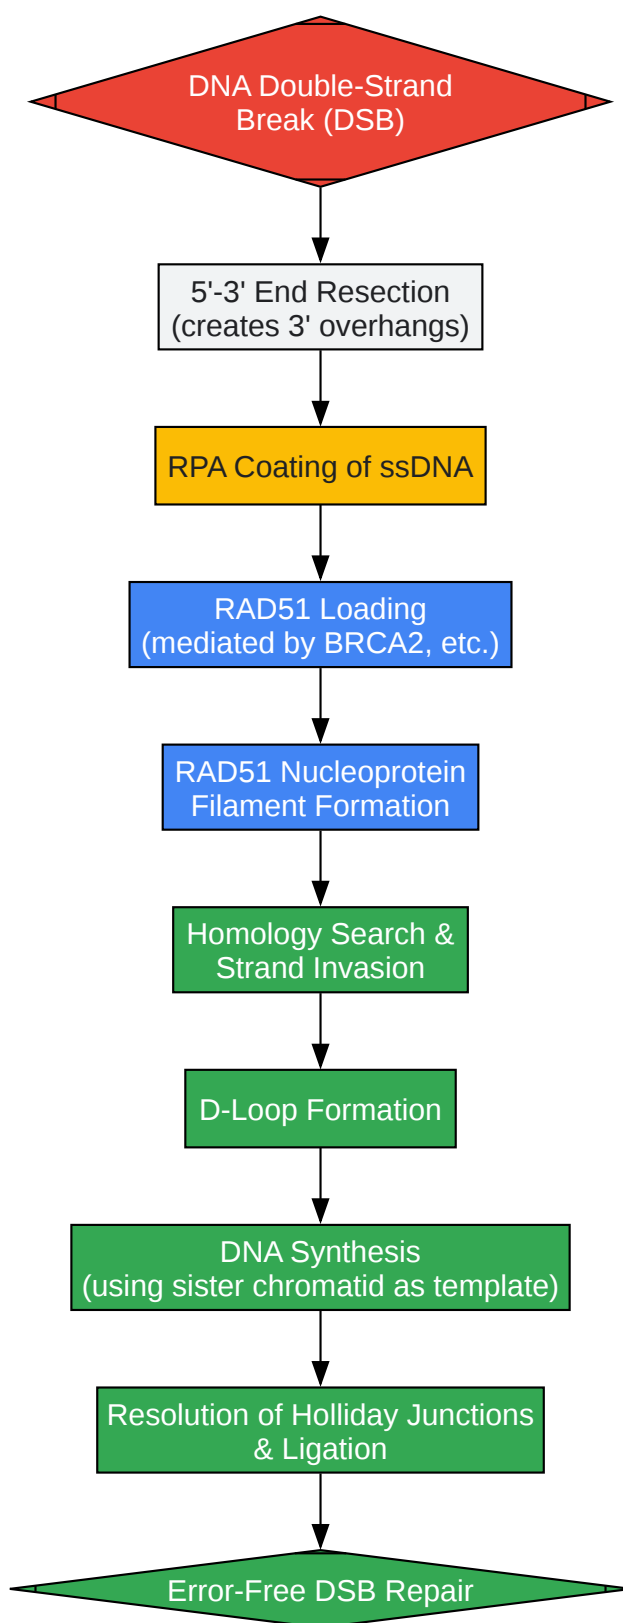 DNA Double-Strand
Break (DSB)
5'-3' End Resection
(creates 3' overhangs)
RPA Coating of ssDNA
RAD51 Loading
(mediated by BRCA2, etc.)
RAD51 Nucleoprotein
Filament Formation
Homology Search &
Strand Invasion
D-Loop Formation
DNA Synthesis
(using sister chromatid as template)
Resolution of Holliday Junctions
& Ligation
Error-Free DSB Repair